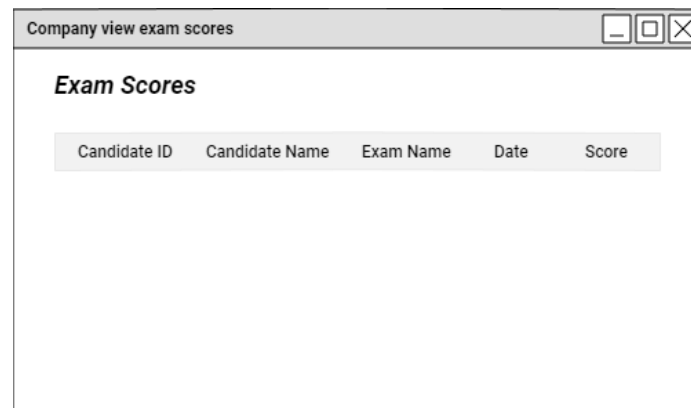 Company view exam scores
Exam Scores
Candidate ID Candidate Name Exam Name Date Score